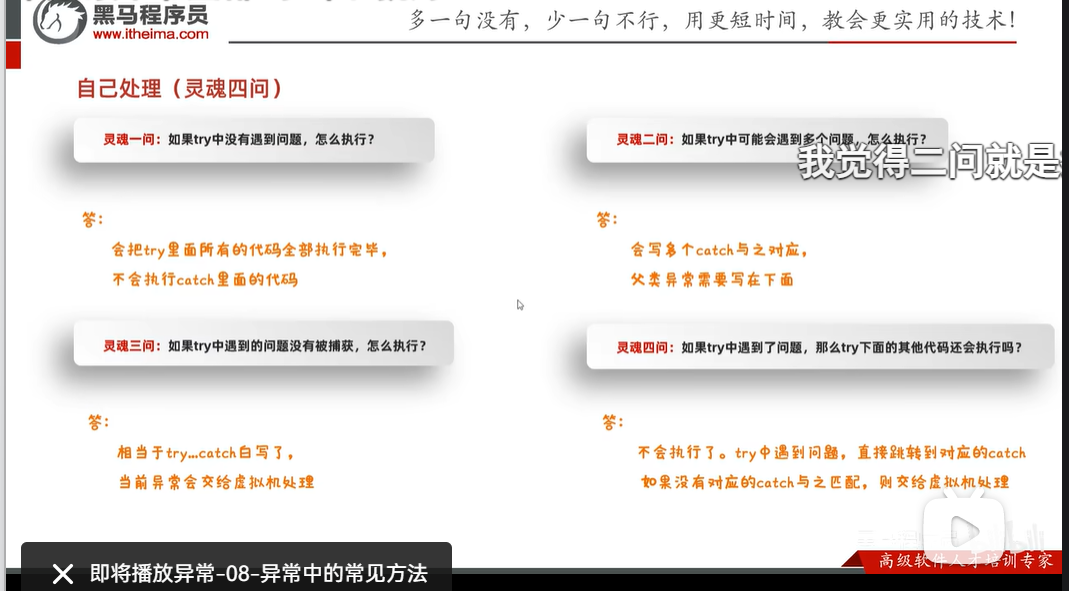 黑马程序员
www.itheima.com
多一句没有，少一句不行，用更短时间，教会更实用的技术！
自己处理（灵魂四问）
灵魂一问：如果try中没有遇到问题，怎么执行？
灵魂二问：如果try中可能会遇到多个问题，怎么执行？
我觉得二问就是
答：
会把try里面所有的代码全部执行完毕，
不会执行catch里面的代码
答：
会写多个catch与之对应，
父类异常需要写在下面
灵魂三问：如果try中遇到的问题没有被捕获，怎么执行？
灵魂四问：如果try中遇到了问题，那么try下面的其他代码还会执行吗？
答：
相当于try...catch白写了，
当前异常会交给虚拟机处理
答：
不会执行了。try中遇到问题，直接跳转到对应的catch
如果没有对应的catch与之匹配，则交给虚拟机处理
即将播放异常-08-异常中的常见方法
高级软件人才培训专家